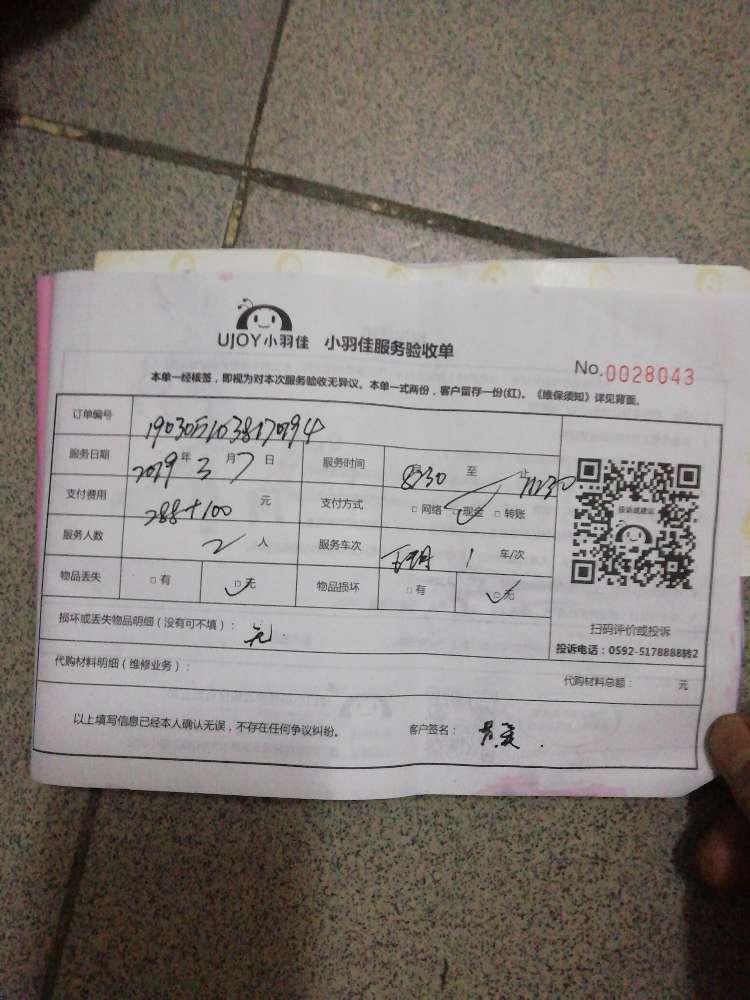 UJOY小羽佳 小羽佳服务验收单
No.0028043
本单一经核签，即视为对本次服务验收无异议。本单一式两份，客户留存一份(红)。《维保须知》详见背面。
订单编号
服务日期 2019年3月7日 服务时间 8:30 至 11:30 止
支付费用 288+100 元 支付方式 □网络 □现金 □转账
服务人数 2 人 服务车次 1 车/次
物品丢失 □有 □无 物品损坏 □有 □无
投诉或建议
扫码评价或投诉
投诉电话：0592-5178888转2
损坏或丢失物品明细（没有可不填）：无.
代购材料明细（维修业务）： 代购材料总额： 元
以上填写信息已经本人确认无误，不存在任何争议纠纷。 客户签名：